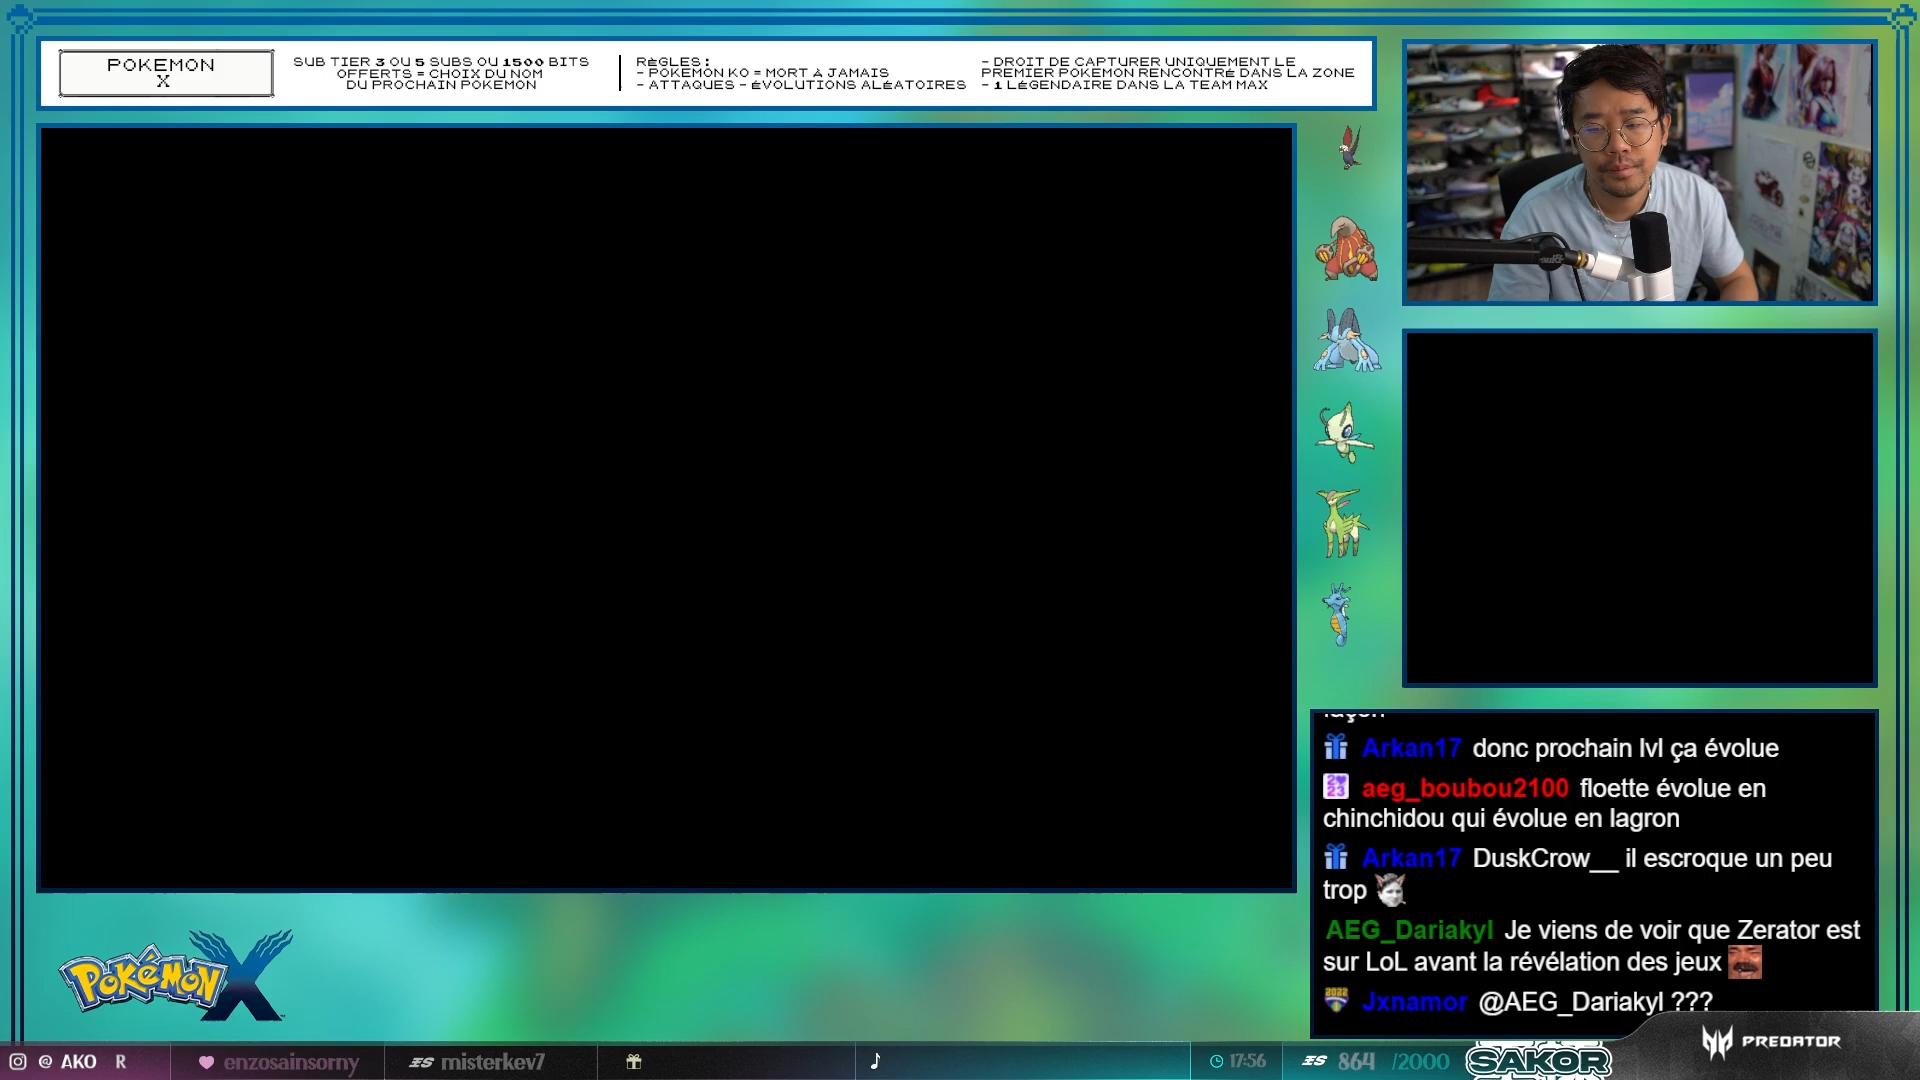 POKEMON
X
SUB TIER 3 OU 5 SUBS OU 1500 BITS
OFFERTS = CHOIX DU NOM
DU PROCHAIN POKEMON
RÈGLES :
- POKEMON KO = MORT À JAMAIS
- ATTAQUES - ÉVOLUTIONS ALÉATOIRES
- DROIT DE CAPTURER UNIQUEMENT LE
PREMIER POKEMON RENCONTRÉ DANS LA ZONE
- 1 LÉGENDAIRE DANS LA TEAM MAX
Arkan17 donc prochain lvl ça évolue
aeg_boubou2100 floette évolue en
chinchidou qui évolue en lagron
Arkan17 DuskCrow__ il escroque un peu
trop
AEG_Dariakyl Je viens de voir que Zerator est
sur LoL avant la révélation des jeux
Jxnamor @AEG_Dariakyl ???
POKéMON X
@ AKO R
enzosainsorny
misterkev7
17:56
864 /2000
SAKOR
PREDATOR